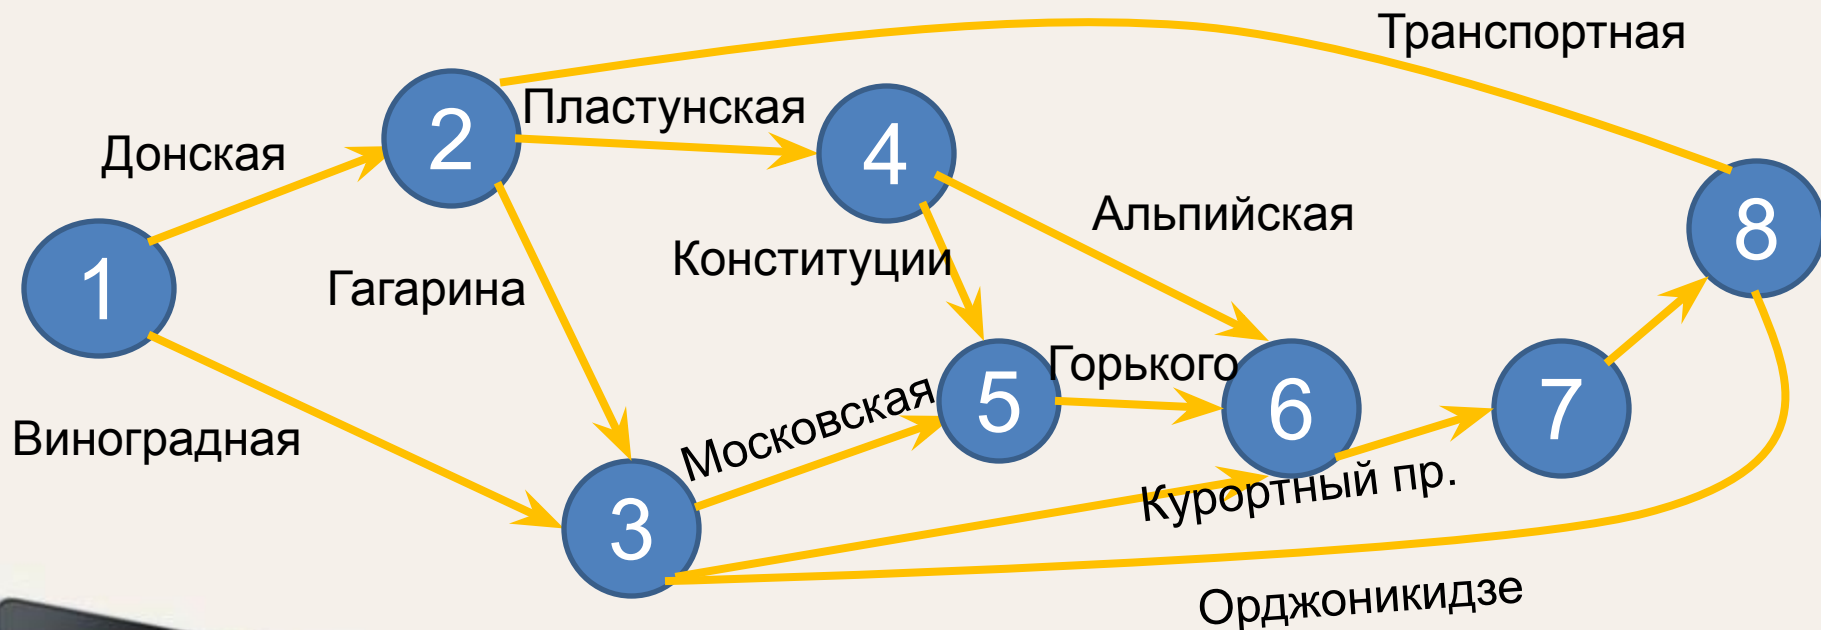 Транспортная
Пластунская
Донская
2
4
Альпийская
8
Конституции
1
Гагарина
Горького
5
6
7
Московская
Виноградная
Курортный пр.
3
Орджоникидзе